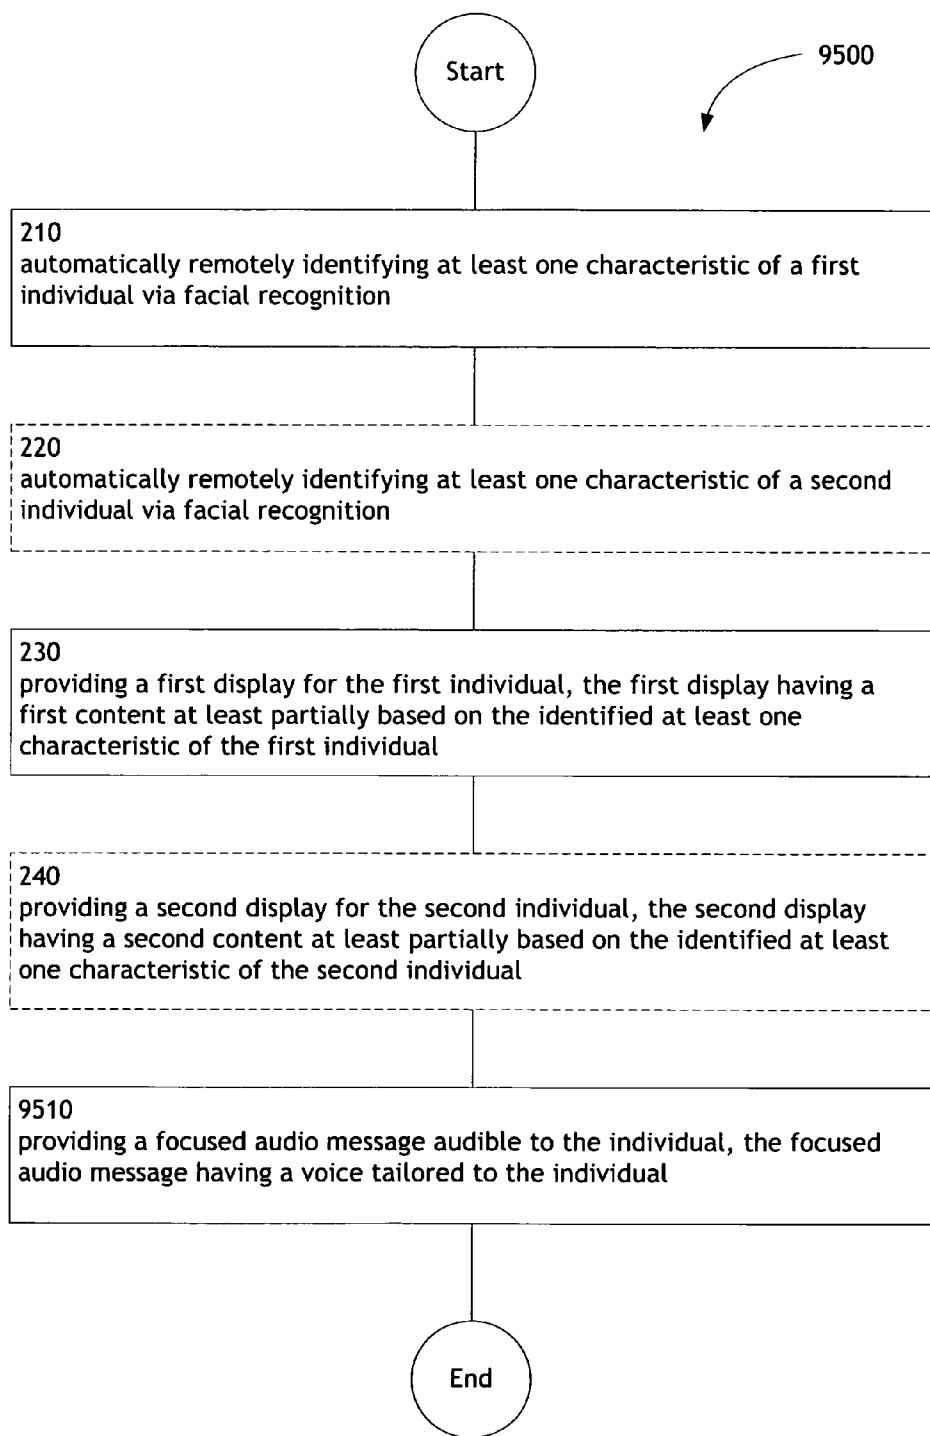 Start
9500
210
automatically remotely identifying at least one characteristic of a first
individual via facial recognition
220
automatically remotely identifying at least one characteristic of a second
individual via facial recognition
230
providing a first display for the first individual, the first display having a
first content at least partially based on the identified at least one
characteristic of the first individual
240
providing a second display for the second individual, the second display
having a second content at least partially based on the identified at least
one characteristic of the second individual
9510
providing a focused audio message audible to the individual, the focused
audio message having a voice tailored to the individual
End